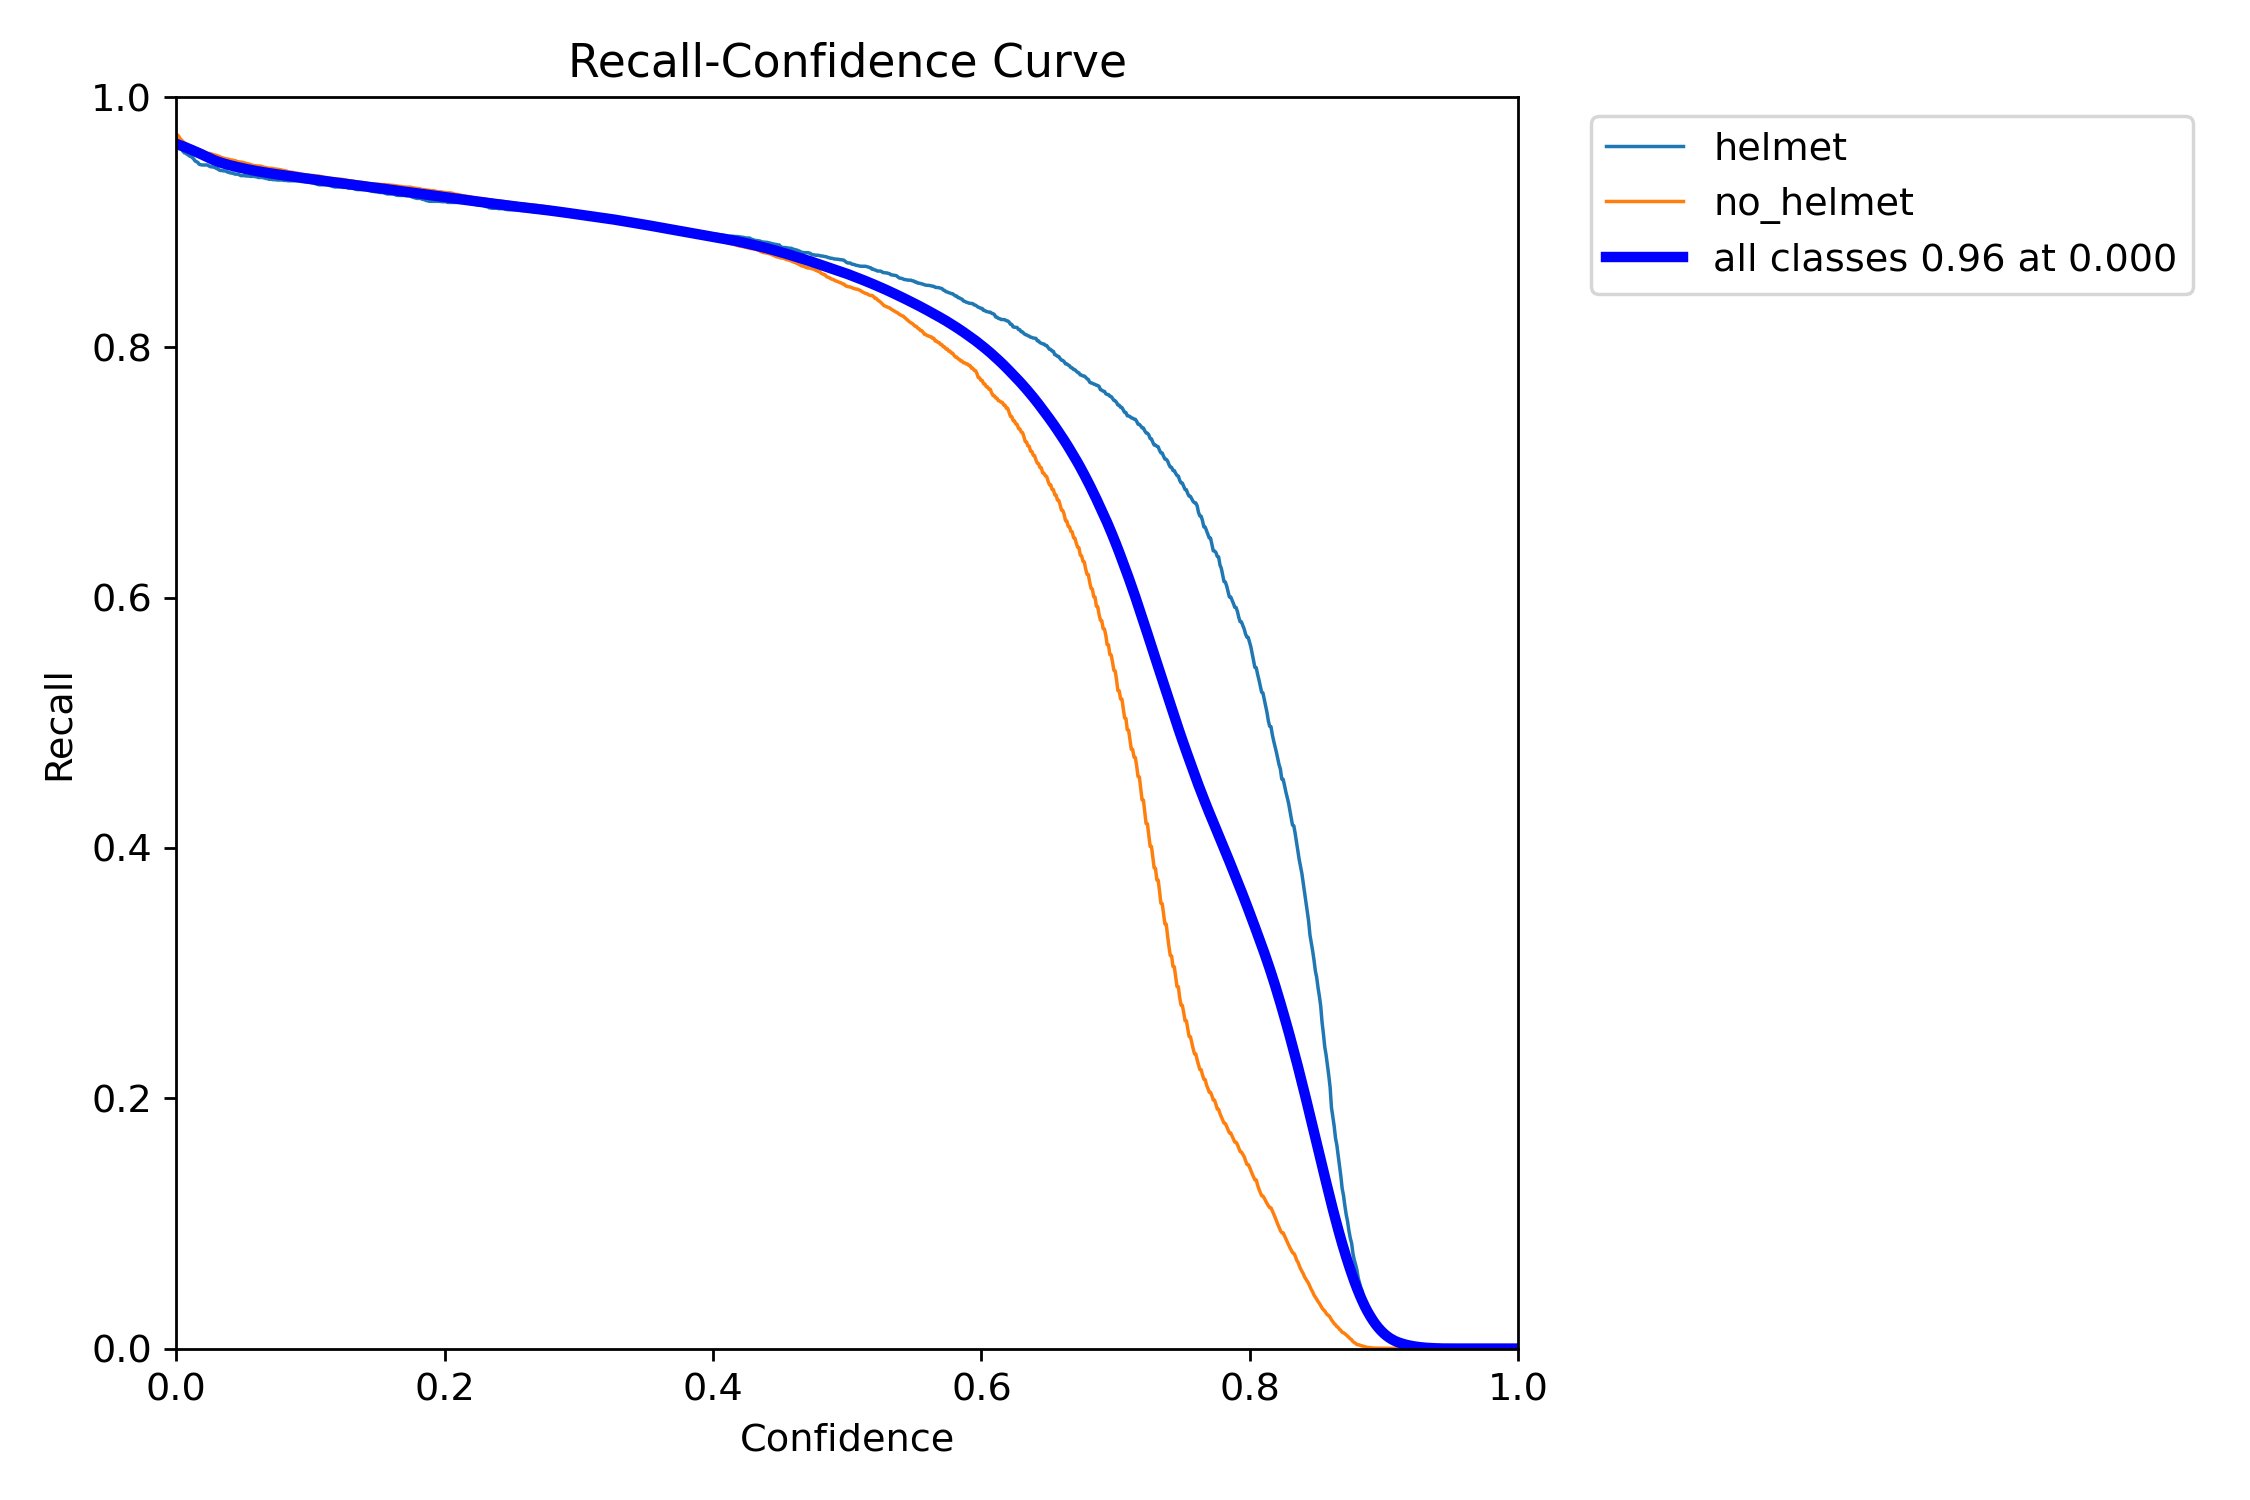 Recall-Confidence Curve
1.0
0.8
0.6
0.4
0.2
0.0
Recall
0.0 0.2 0.4 0.6 0.8 1.0
Confidence
helmet
no_helmet
all classes 0.96 at 0.000